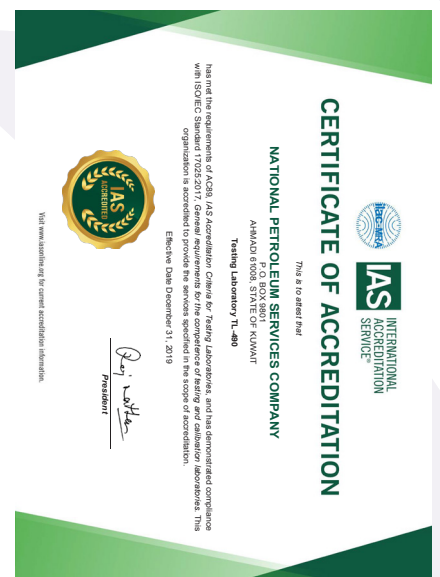 ilac-MRA
IAS
INTERNATIONAL
ACCREDITATION
SERVICE®
CERTIFICATE OF ACCREDITATION
This is to attest that
NATIONAL PETROLEUM SERVICES COMPANY
P.O. BOX 9801
AHMADI 61008, STATE OF KUWAIT
Testing Laboratory TL-490
has met the requirements of AC89, IAS Accreditation Criteria for Testing Laboratories, and has demonstrated compliance
with ISO/IEC Standard 17025:2017, General requirements for the competence of testing and calibration laboratories. This
organization is accredited to provide the services specified in the scope of accreditation.
Effective Date December 31, 2019
IAS
ACCREDITED
President
Visit www.iasonline.org for current accreditation information.